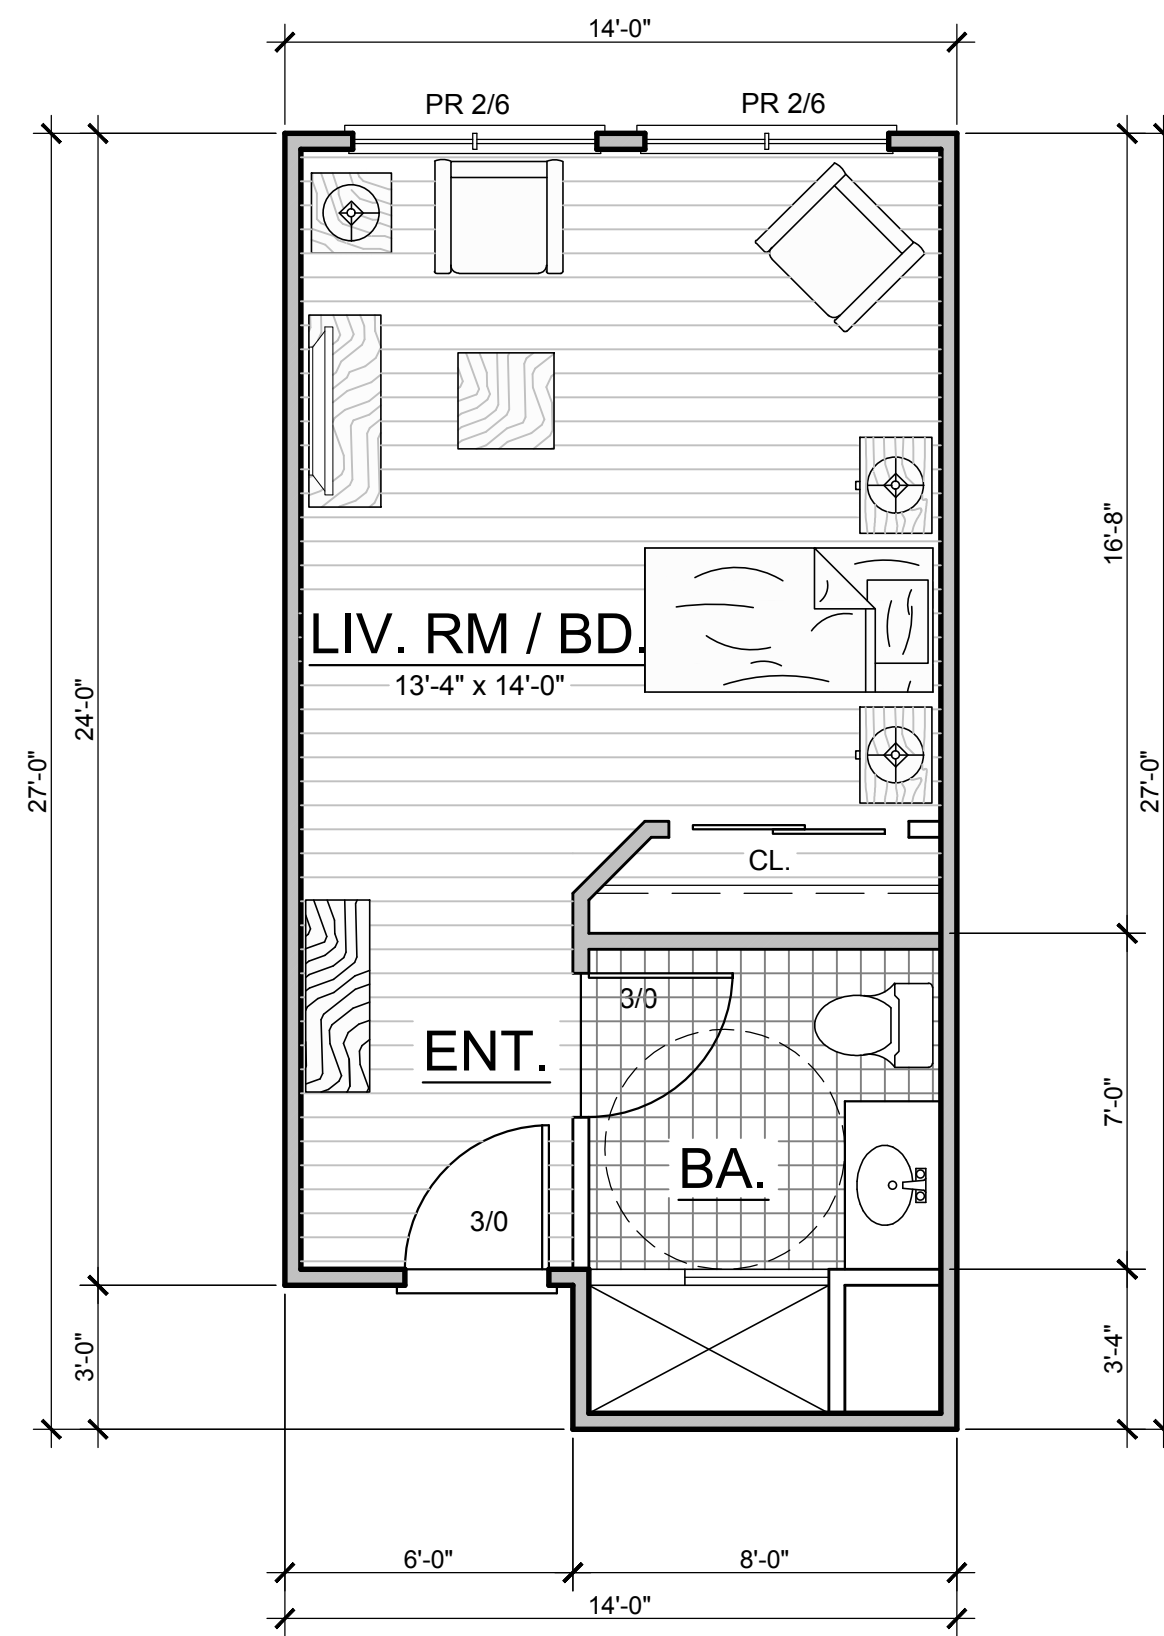 14'-0"
PR 2/6
PR 2/6
16'-8"
LIV. RM / BD.
13'-4" x 14'-0"
24'-0"
27'-0"
27'-0"
CL.
3/0
ENT.
7'-0"
BA.
3/0
3'-0"
3'-4"
6'-0"
8'-0"
14'-0"